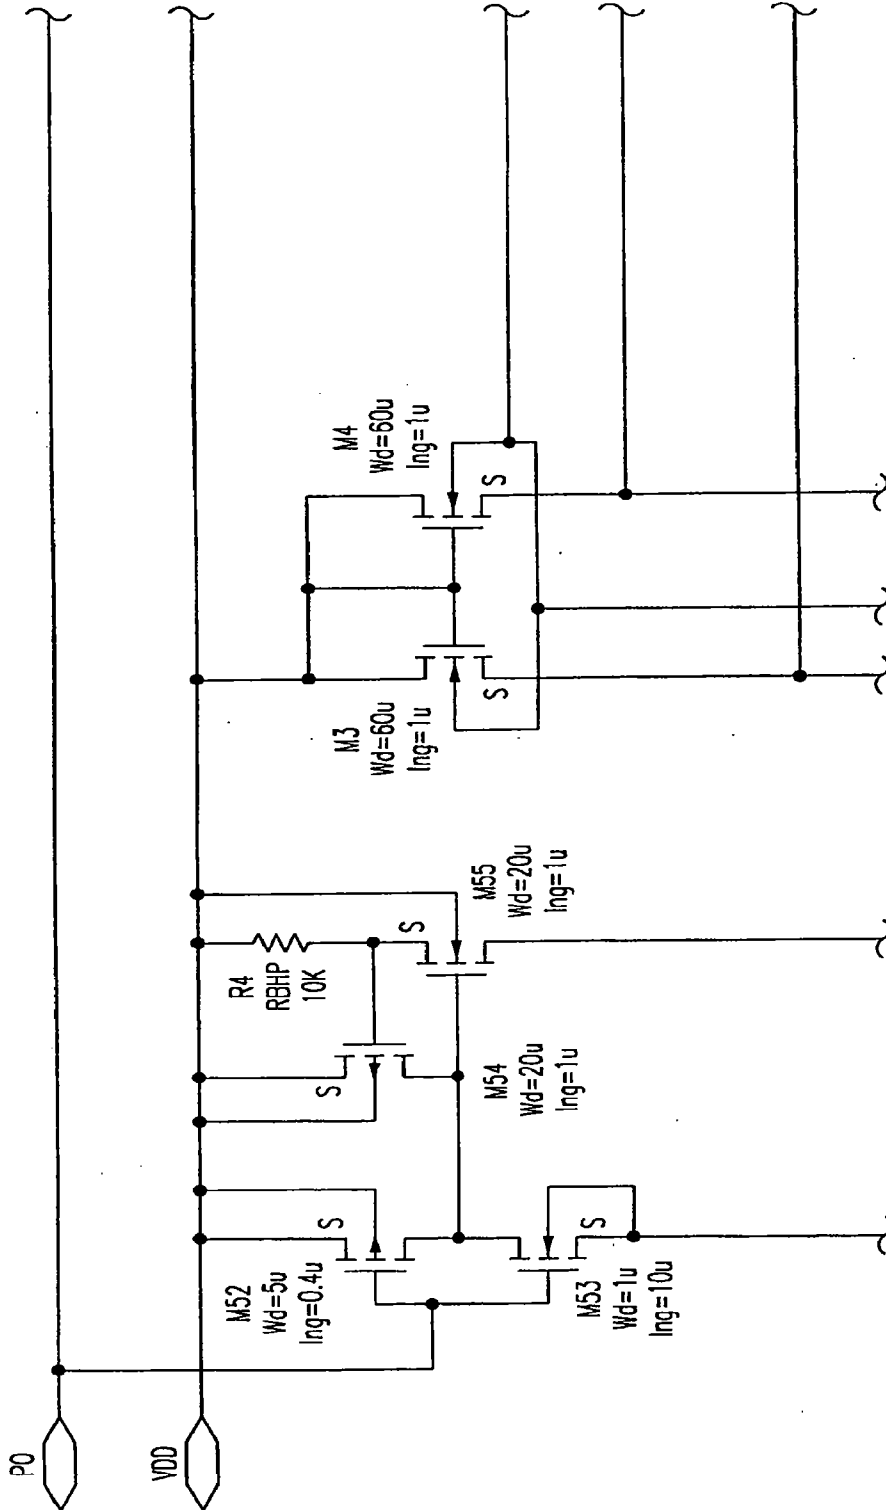 PO
VDD
M52
Wd=5u
lng=0.4u
S
M53
Wd=1u
lng=10u
S
S
M54
Wd=20u
lng=1u
R4
RBHP
10K
S
M55
Wd=20u
lng=1u
M3
Wd=60u
lng=1u
S
M4
Wd=60u
lng=1u
S